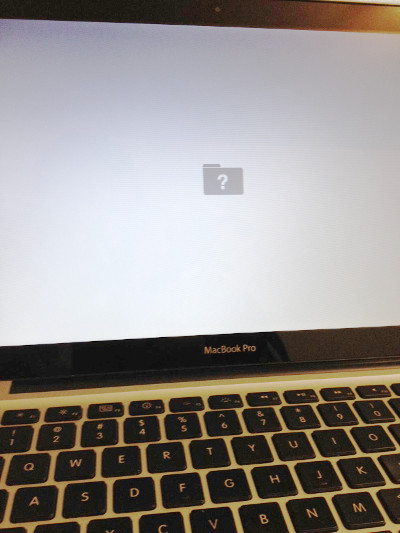 ?
MacBook Pro
! @ # $ % ^ & * (
1 2 3 4 5 6 7 8 9 0
Q W E R T Y U I O
A S D F G H J K
X C V B N M